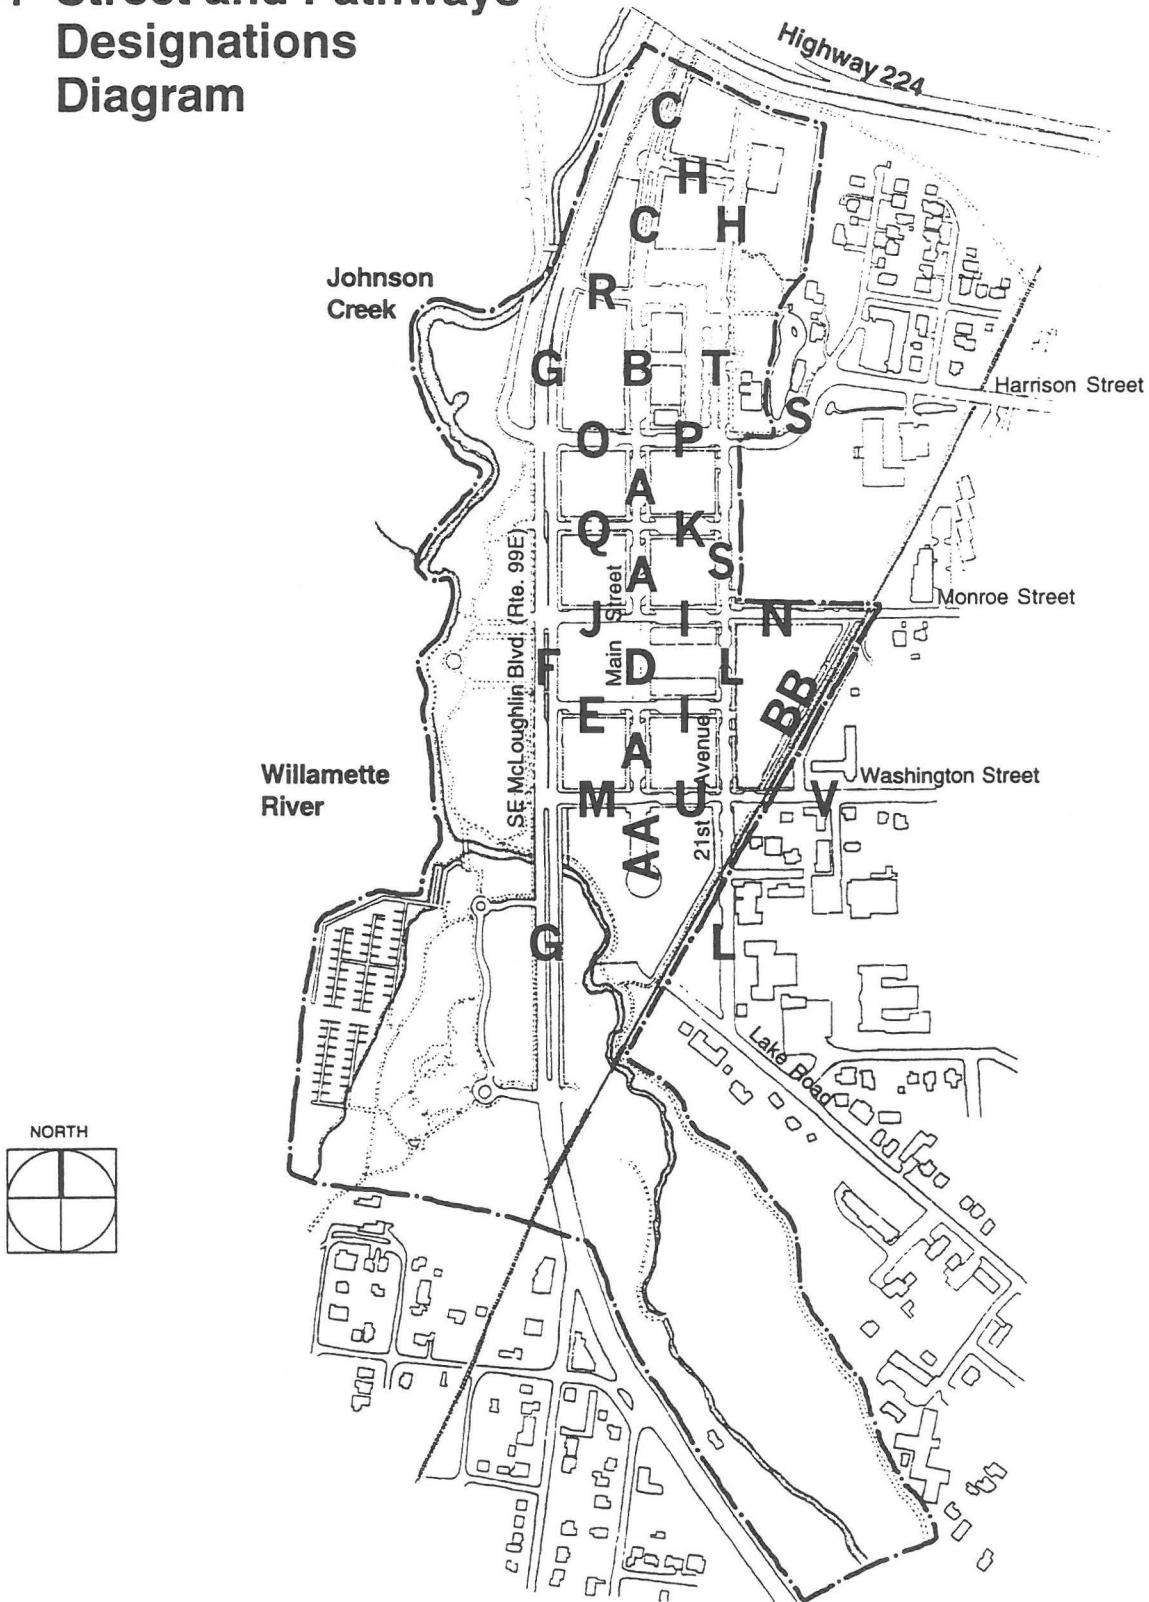 Street and Pathways
Designations
Diagram
Highway 224
C
H
C
H
Johnson
Creek
R
G
B
T
Harrison Street
S
O
P
A
Q
K
S
A
SE McLoughlin Blvd. (Rte. 99E)
Main Street
Monroe Street
J
I
N
F
D
L
BB
E
I
A
21st Avenue
Willamette
River
Washington Street
M
U
V
AA
G
L
Lake Road
NORTH